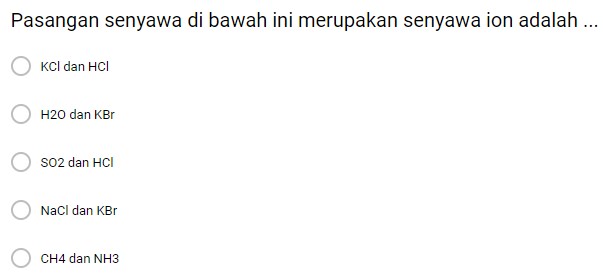 Pasangan senyawa di bawah ini merupakan senyawa ion adalah ...
KCl dan HCl
H2O dan KBr
SO2 dan HCl
NaCl dan KBr
CH4 dan NH3